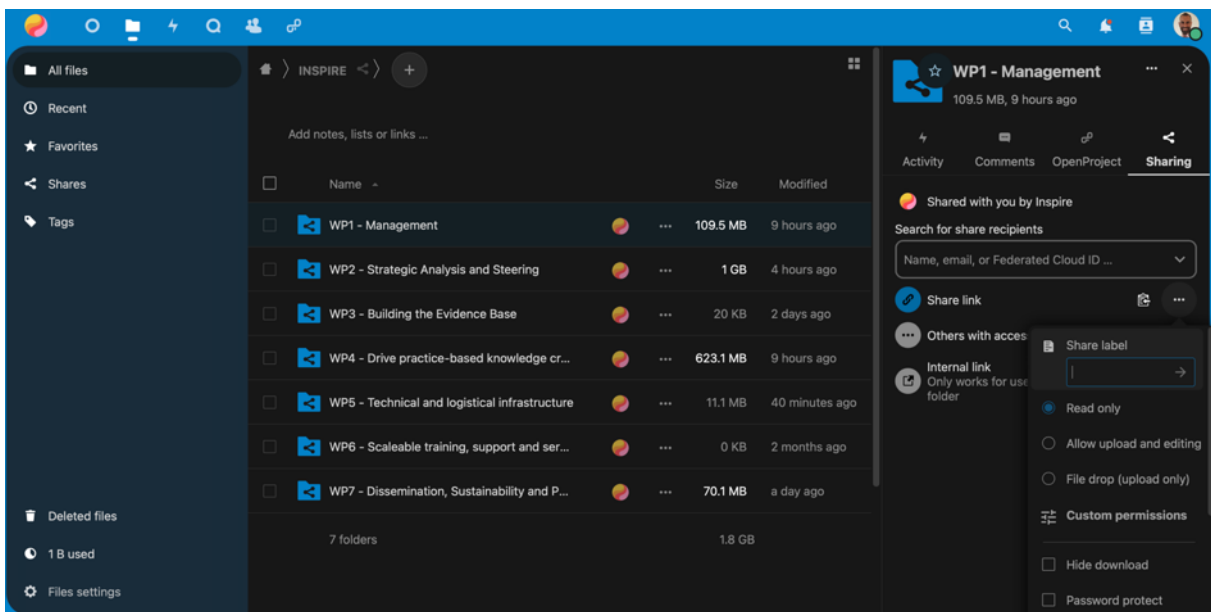 All files
Recent
Favorites
Shares
Tags
Deleted files
1 B used
Files settings
INSPIRE
Add notes, lists or links ...
Name Size Modified
WP1 - Management 109.5 MB 9 hours ago
WP2 - Strategic Analysis and Steering 1 GB 4 hours ago
WP3 - Building the Evidence Base 20 KB 2 days ago
WP4 - Drive practice-based knowledge cr... 623.1 MB 9 hours ago
WP5 - Technical and logistical infrastructure 11.1 MB 40 minutes ago
WP6 - Scaleable training, support and ser... 0 KB 2 months ago
WP7 - Dissemination, Sustainability and P... 70.1 MB a day ago
7 folders 1.8 GB
WP1 - Management
109.5 MB, 9 hours ago
Activity Comments OpenProject Sharing
Shared with you by Inspire
Search for share recipients
Name, email, or Federated Cloud ID ...
Share link
Others with acces
Internal link
Only works for use
folder
Share label
Read only
Allow upload and editing
File drop (upload only)
Custom permissions
Hide download
Password protect